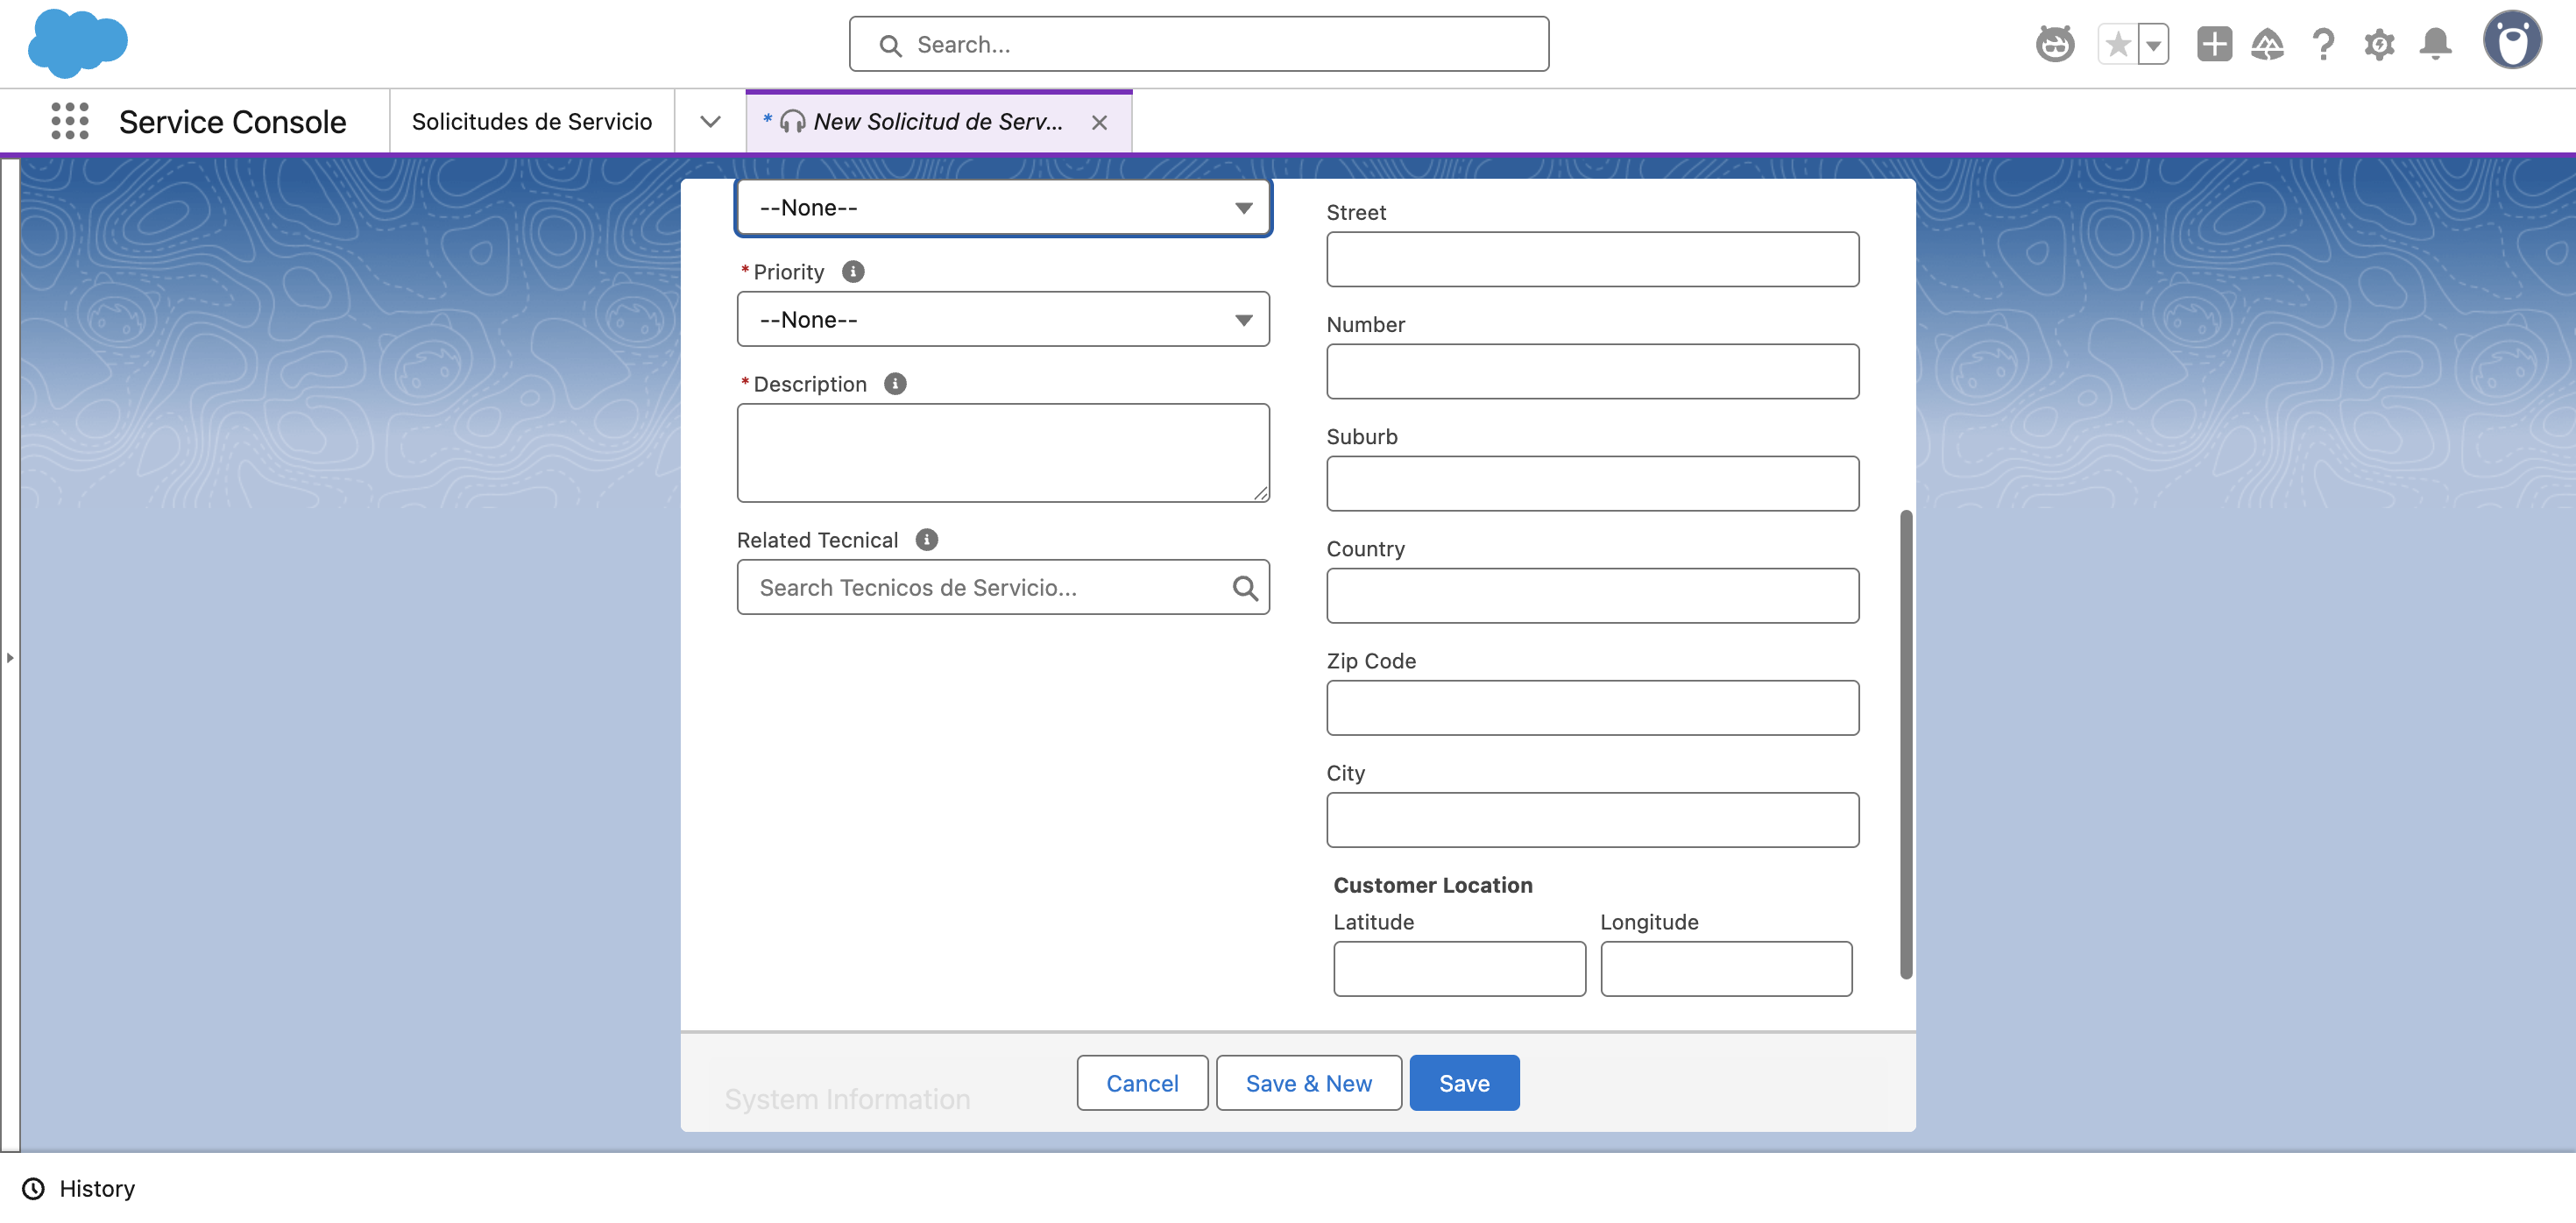 Search...
Service Console
Solicitudes de Servicio
* New Solicitud de Serv...
--None--
* Priority
--None--
* Description
Related Tecnical
Search Tecnicos de Servicio...
Street
Number
Suburb
Country
Zip Code
City
Customer Location
Latitude Longitude
System Information
Cancel
Save & New
Save
History